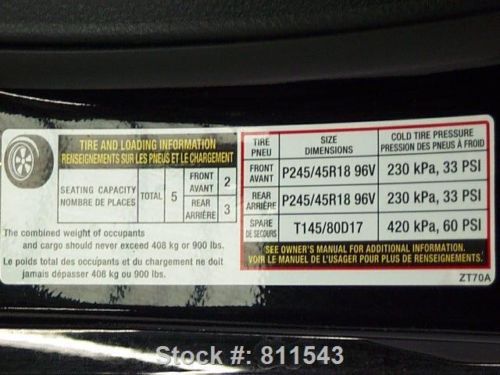 TIRE AND LOADING INFORMATION
RENSEIGNEMENTS SUR LES PNEUS ET LE CHARGEMENT
SEATING CAPACITY
NOMBRE DE PLACES
TOTAL
5
FRONT
AVANT
2
REAR
ARRIÈRE
3
The combined weight of occupants
and cargo should never exceed 408 kg or 900 lbs.
Le poids total des occupants et du chargement ne doit
jamais dépasser 408 kg ou 900 lbs.
TIRE
PNEU
SIZE
DIMENSIONS
COLD TIRE PRESSURE
PRESSION DES PNEUS À FROID
FRONT
AVANT
P245/45R18 96V
230 kPa, 33 PSI
REAR
ARRIÈRE
P245/45R18 96V
230 kPa, 33 PSI
SPARE
DE SECOURS
T145/80D17
420 kPa, 60 PSI
SEE OWNER'S MANUAL FOR ADDITIONAL INFORMATION.
VOIR LE MANUEL DE L'USAGER POUR PLUS DE RENSEIGNEMENTS.
ZT70A
Stock #: 811543